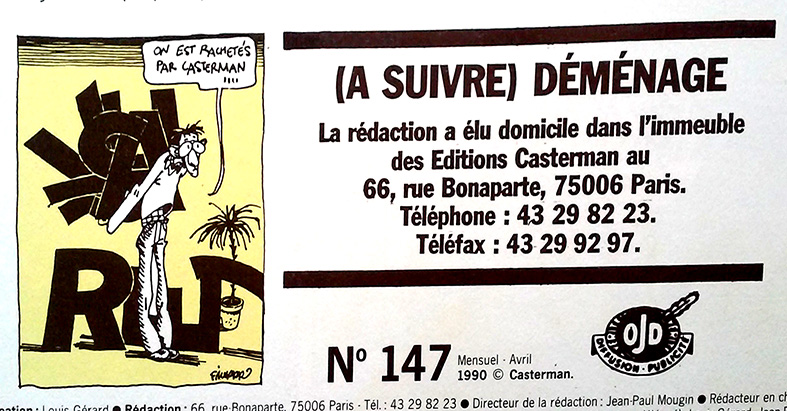 ON EST RACHETÉS
PAR CASTERMAN
!!!!
(A SUIVRE) DÉMÉNAGE
La rédaction a élu domicile dans l'immeuble
des Editions Casterman au
66, rue Bonaparte, 75006 Paris.
Téléphone : 43 29 82 23.
Téléfax : 43 29 92 97.
OJD
DIFFUSION - PUBLICITÉ
N° 147
Mensuel · Avril
1990 © Casterman.
Louis Gérard ● Rédaction : 66, rue Bonaparte, 75006 Paris - Tél. : 43 29 82 23 ● Directeur de la rédaction : Jean-Paul Mougin ● Rédacteur en